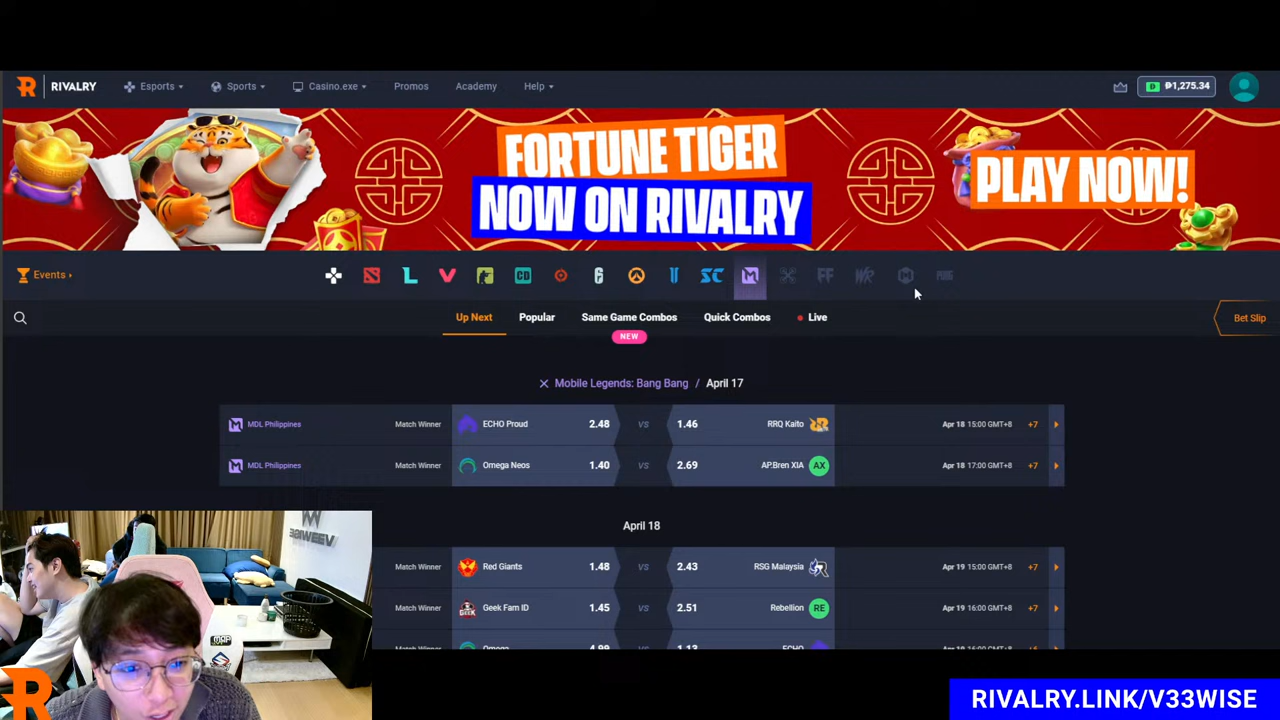 RIVALRY
Esports
Sports
Casino.exe
Promos
Academy
Help
₱1,275.34
FORTUNE TIGER
NOW ON RIVALRY
PLAY NOW!
Events
Up Next
Popular
Same Game Combos
Quick Combos
Live
NEW
Bet Slip
Mobile Legends: Bang Bang / April 17
MDL Philippines Match Winner ECHO Proud 2.48 VS 1.46 RRQ Kaito Apr 18 15:00 GMT+8 +7
MDL Philippines Match Winner Omega Neos 1.40 VS 2.69 AP.Bren XIA AX Apr 18 17:00 GMT+8 +7
April 18
Match Winner Red Giants 1.48 VS 2.43 RSG Malaysia Apr 19 15:00 GMT+8 +7
Match Winner Geek Fam ID 1.45 VS 2.51 Rebellion RE Apr 19 16:00 GMT+8 +7
RIVALRY.LINK/V33WISE